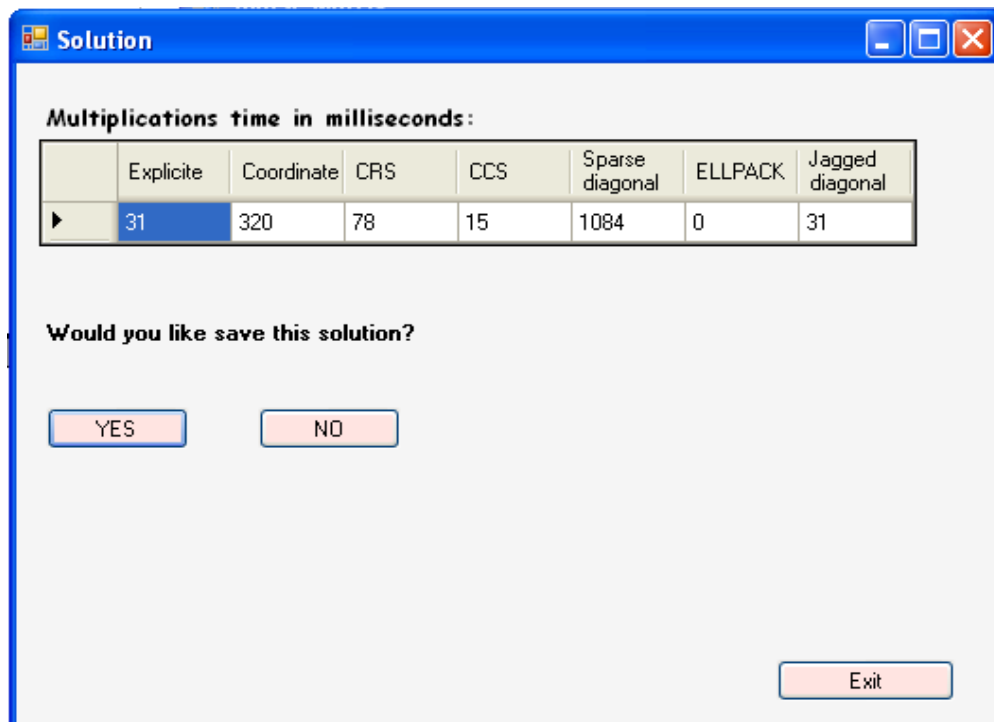 Solution
Multiplications time in milliseconds:
Explicite Coordinate CRS CCS Sparse diagonal ELLPACK Jagged diagonal
31 320 78 15 1084 0 31
Would you like save this solution?
YES NO
Exit